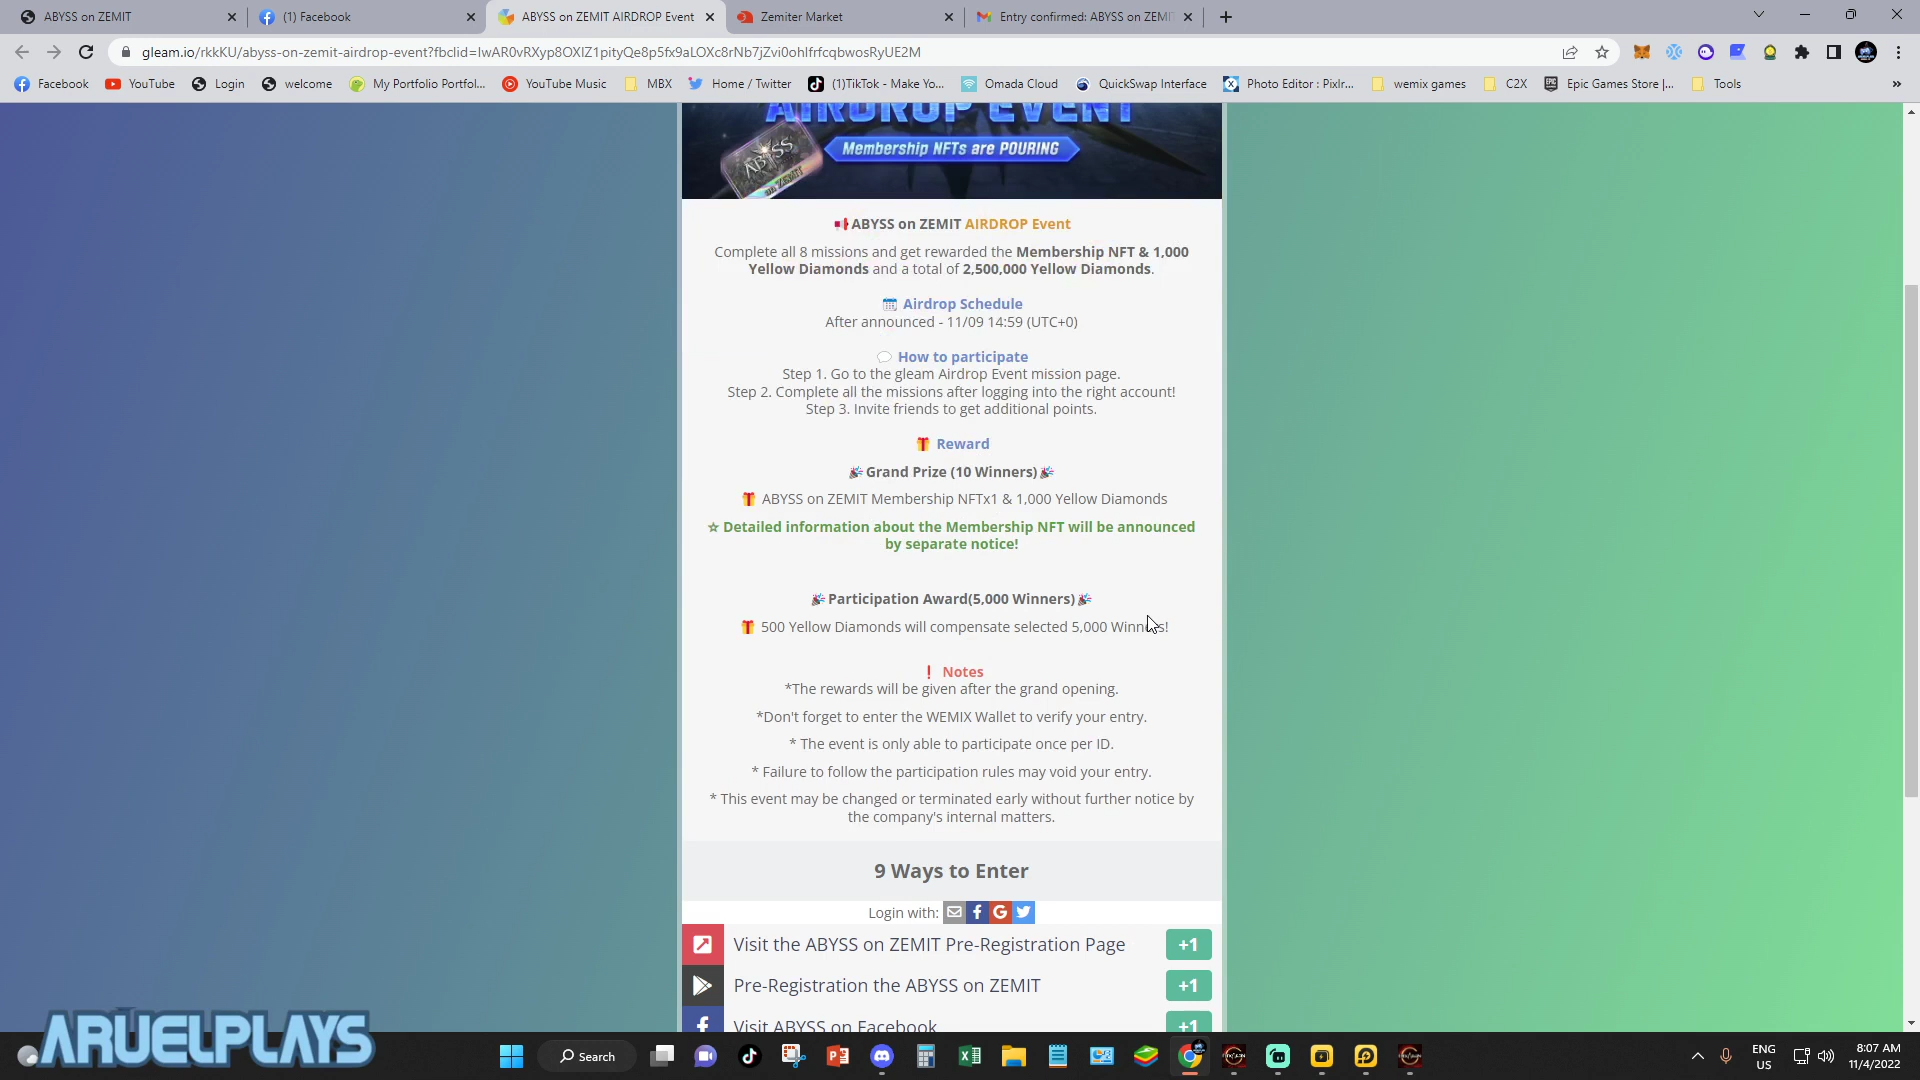 ABYSS on ZEMIT
(1) Facebook
ABYSS on ZEMIT AIRDROP Event
Zemiter Market
Entry confirmed: ABYSS on ZEMIT
gleam.io/rkkKU/abyss-on-zemit-airdrop-event?fbclid=IwAR0vRXyp8OXIZ1pityQe8p5fx9aLOXc8rNb7jZvi0ohlfrfcqbwosRyUE2M
Facebook
YouTube
Login
welcome
My Portfolio Portfol...
YouTube Music
MBX
Home / Twitter
(1)TikTok - Make Yo...
Omada Cloud
QuickSwap Interface
Photo Editor : Pixlr...
wemix games
C2X
Epic Games Store |...
Tools
»
AIRDROP EVENT
Membership NFTs are POURING
ABYSS
on ZEMIT
ABYSS on ZEMIT AIRDROP Event
Complete all 8 missions and get rewarded the Membership NFT & 1,000
Yellow Diamonds and a total of 2,500,000 Yellow Diamonds.
Airdrop Schedule
After announced - 11/09 14:59 (UTC+0)
How to participate
Step 1. Go to the gleam Airdrop Event mission page.
Step 2. Complete all the missions after logging into the right account!
Step 3. Invite friends to get additional points.
Reward
Grand Prize (10 Winners)
ABYSS on ZEMIT Membership NFTx1 & 1,000 Yellow Diamonds
☆ Detailed information about the Membership NFT will be announced
by separate notice!
Participation Award(5,000 Winners)
500 Yellow Diamonds will compensate selected 5,000 Winners!
Notes
*The rewards will be given after the grand opening.
*Don't forget to enter the WEMIX Wallet to verify your entry.
* The event is only able to participate once per ID.
* Failure to follow the participation rules may void your entry.
* This event may be changed or terminated early without further notice by
the company's internal matters.
9 Ways to Enter
Login with:
Visit the ABYSS on ZEMIT Pre-Registration Page +1
Pre-Registration the ABYSS on ZEMIT +1
Visit ABYSS on Facebook +1
ARUELPLAYS
Search
ENG
US
8:07 AM
11/4/2022